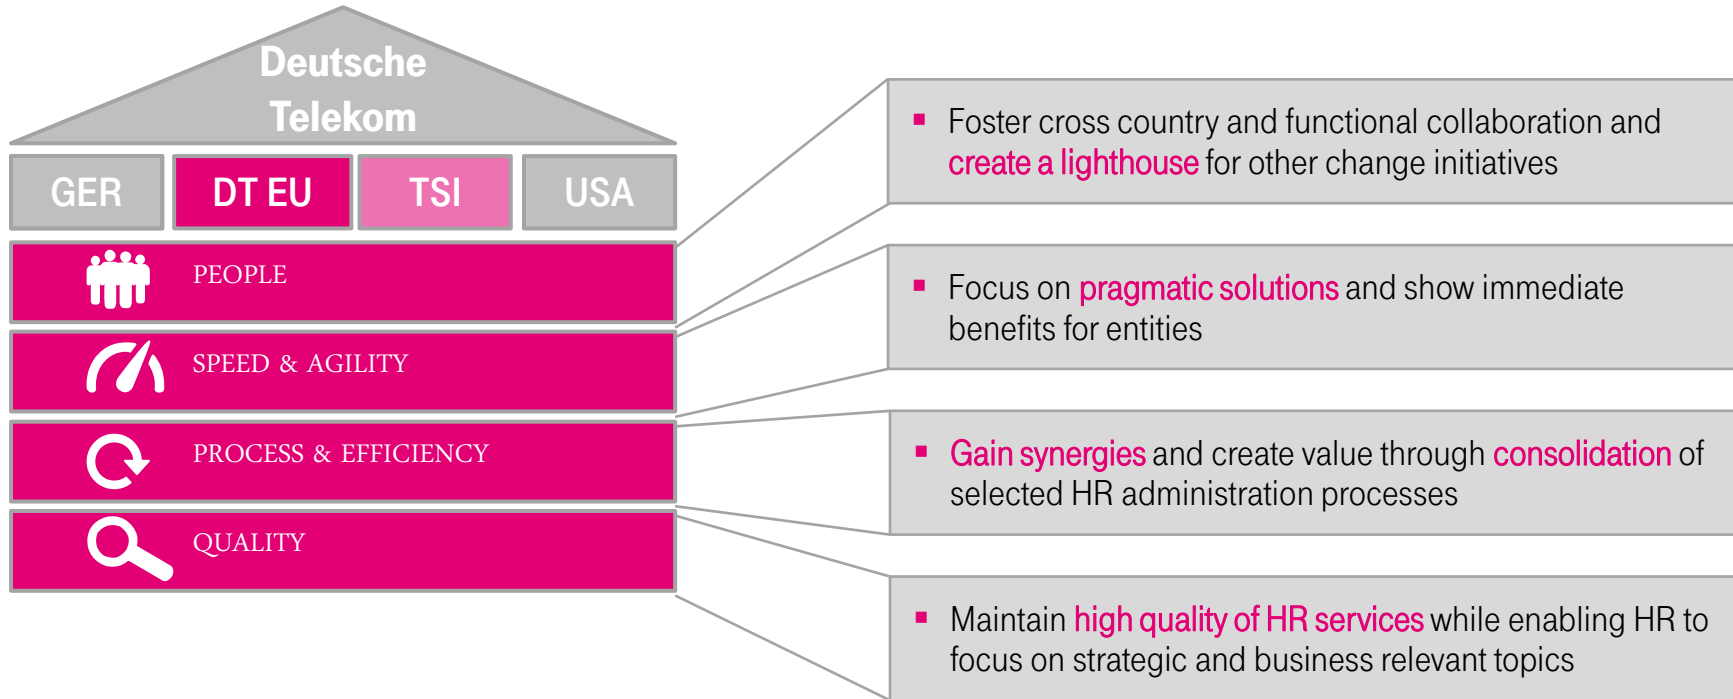 Deutsche
Telekom
GER
DT EU
TSI
USA
PEOPLE
SPEED & AGILITY
PROCESS & EFFICIENCY
QUALITY
▪ Foster cross country and functional collaboration and
create a lighthouse for other change initiatives
▪ Focus on pragmatic solutions and show immediate
benefits for entities
▪ Gain synergies and create value through consolidation of
selected HR administration processes
▪ Maintain high quality of HR services while enabling HR to
focus on strategic and business relevant topics